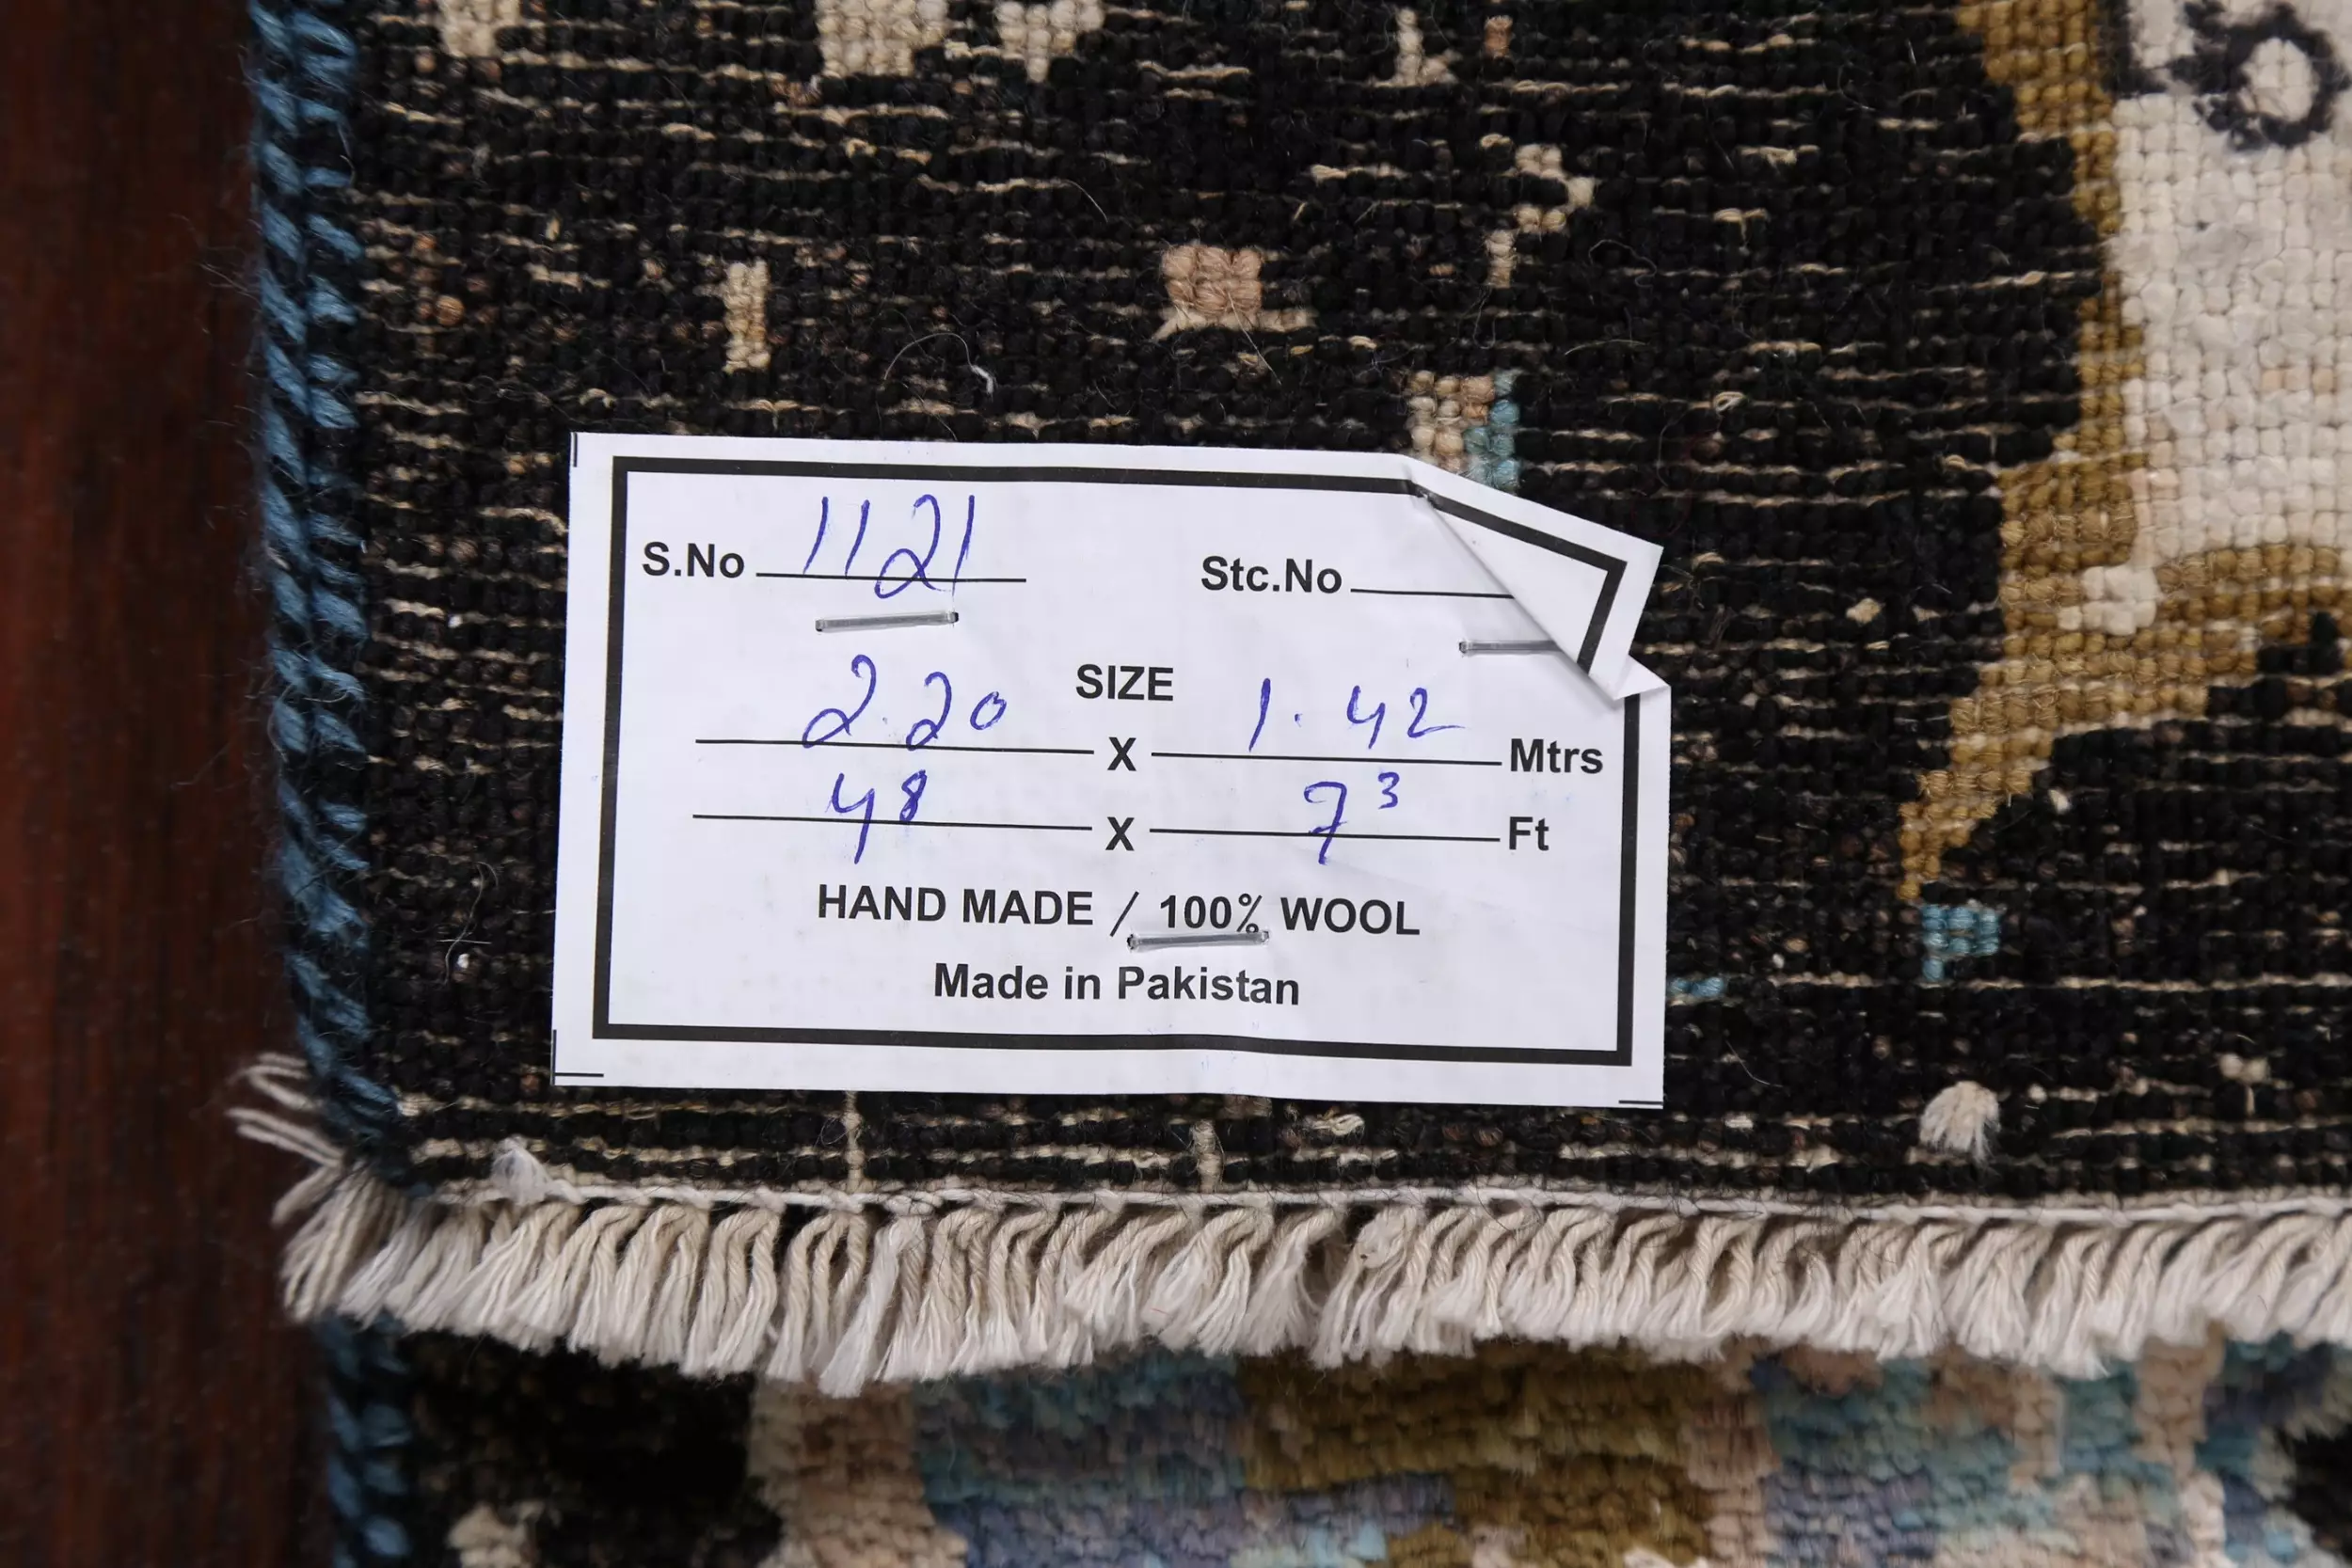 S.No 1121 Stc.No
SIZE
2.20 X 1.42 Mtrs
4⁸ X 7³ Ft
HAND MADE / 100% WOOL
Made in Pakistan